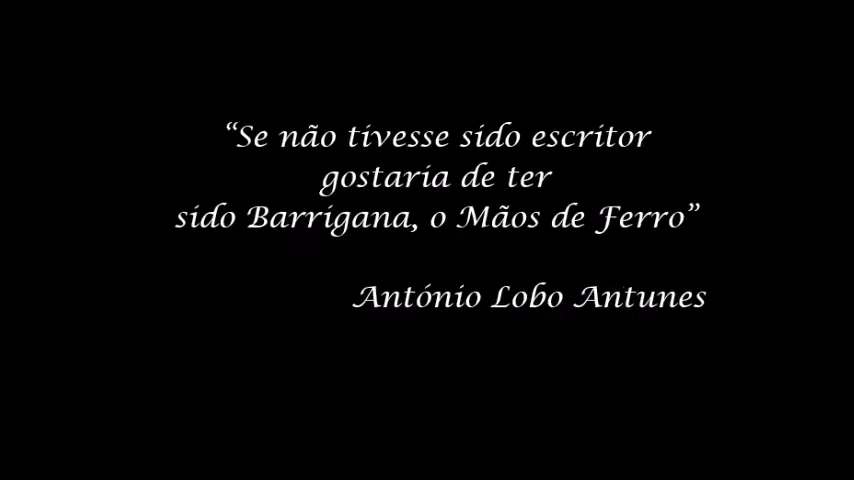 “Se não tivesse sido escritor
gostaria de ter
sido Barrigana, o Mãos de Ferro”
António Lobo Antunes